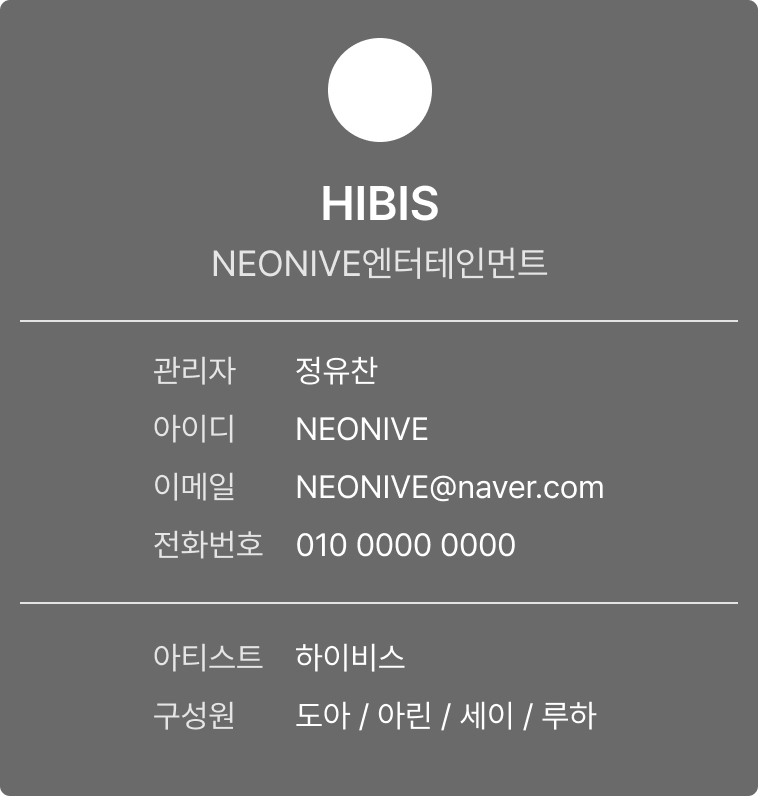 HIBIS
NEONIVE엔터테인먼트
관리자 정유찬
아이디 NEONIVE
이메일 NEONIVE@naver.com
전화번호 010 0000 0000
아티스트 하이비스
구성원 도아 / 아린 / 세이 / 루하